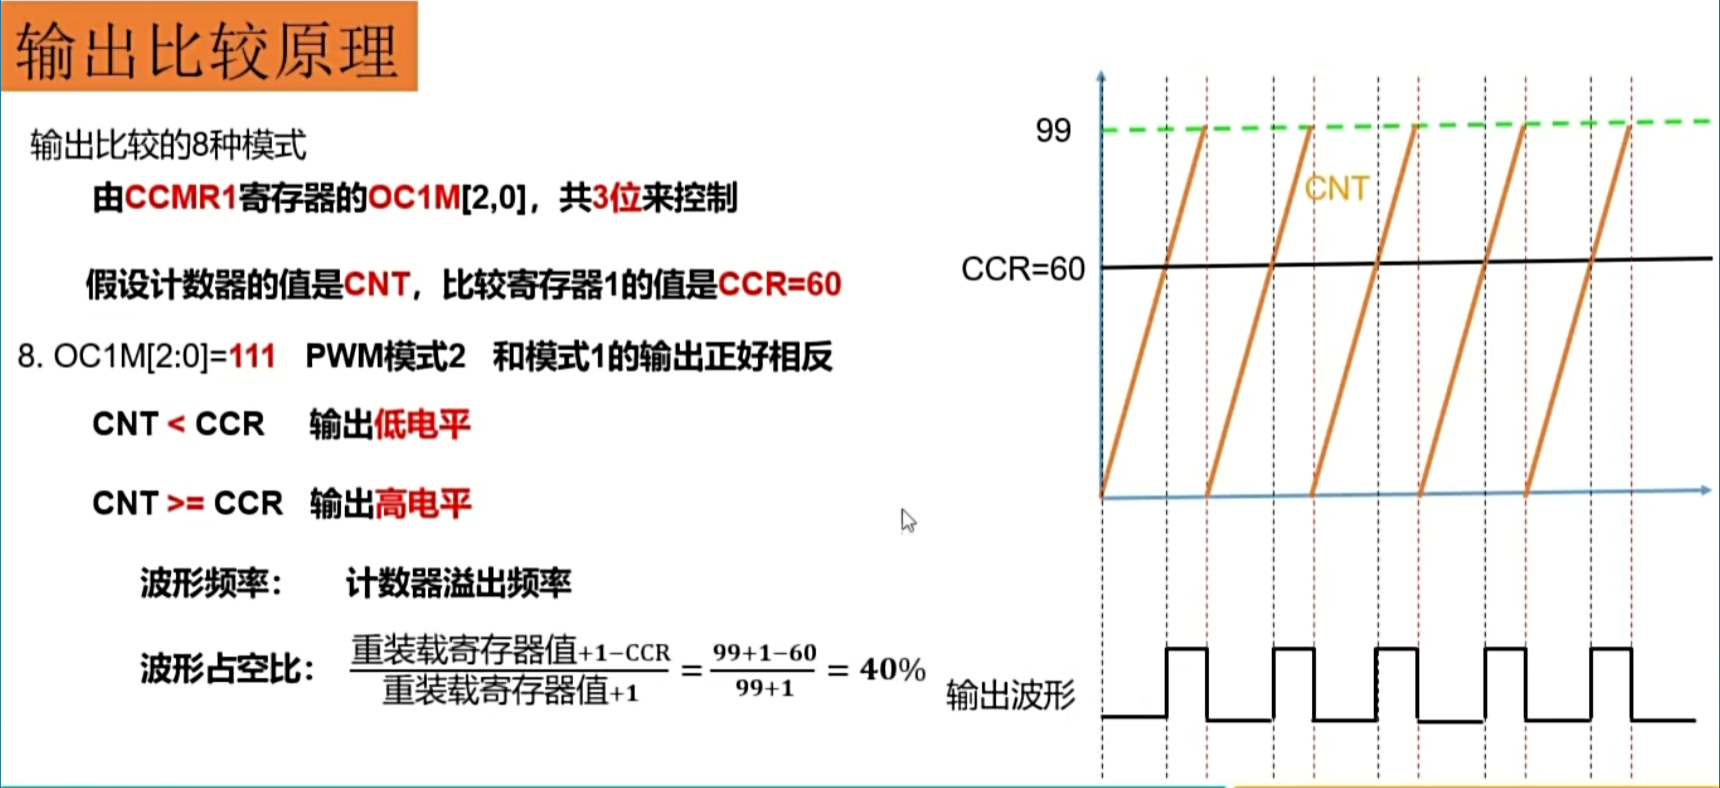 输出比较原理
输出比较的8种模式
由CCMR1寄存器的OC1M[2,0]，共3位来控制
假设计数器的值是CNT，比较寄存器1的值是CCR=60
8. OC1M[2:0]=111 PWM模式2 和模式1的输出正好相反
CNT < CCR 输出低电平
CNT >= CCR 输出高电平
波形频率： 计数器溢出频率
波形占空比： 重装载寄存器值+1−CCR / 重装载寄存器值+1 = 99+1−60 / 99+1 = 40%
99
CNT
CCR=60
输出波形